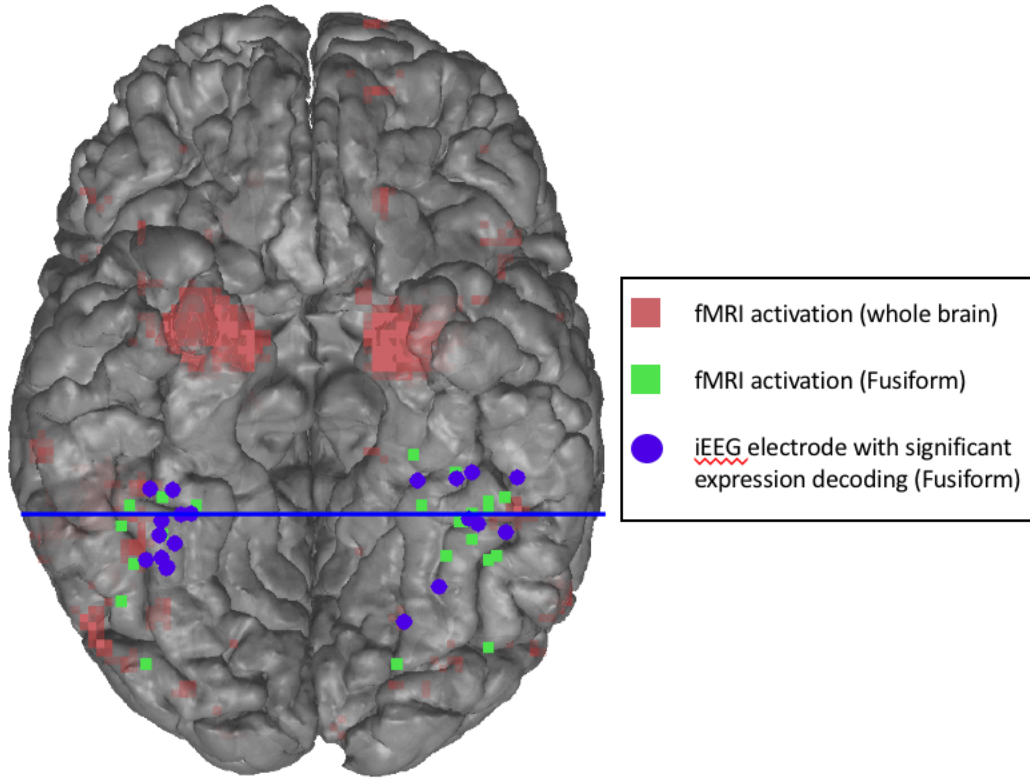 fMRI activation (whole brain)
fMRI activation (Fusiform)
iEEG electrode with significant
expression decoding (Fusiform)